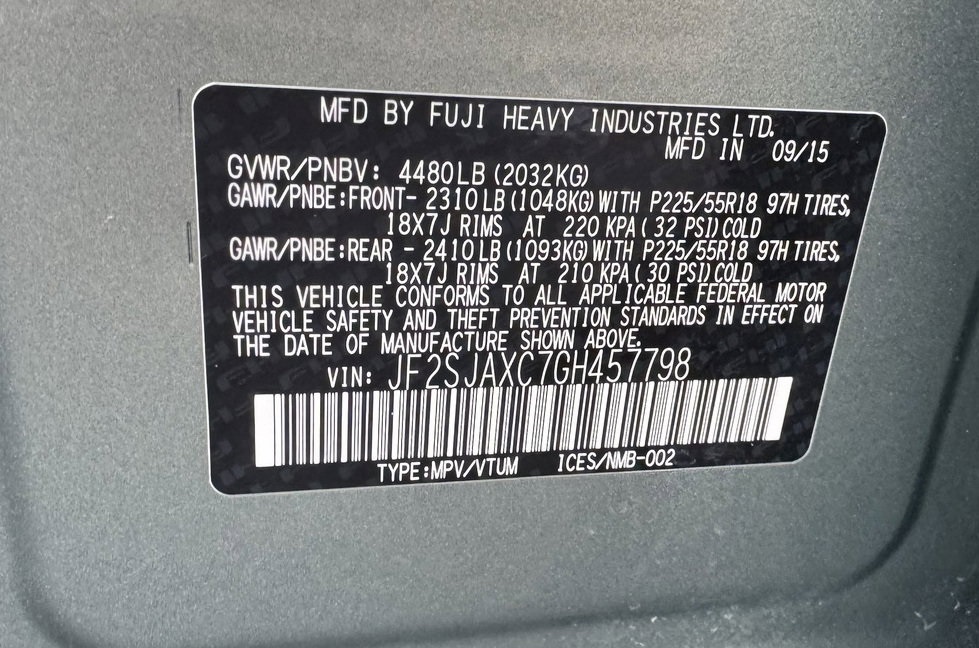 MFD BY FUJI HEAVY INDUSTRIES LTD.
MFD IN 09/15
GVWR/PNBV: 4480LB (2032KG)
GAWR/PNBE:FRONT- 2310LB (1048KG) WITH P225/55R18 97H TIRES,
18X7J RIMS AT 220 KPA ( 32 PSI)COLD
GAWR/PNBE:REAR - 2410LB (1093KG) WITH P225/55R18 97H TIRES,
18X7J RIMS AT 210 KPA ( 30 PSI)COLD
THIS VEHICLE CONFORMS TO ALL APPLICABLE FEDERAL MOTOR
VEHICLE SAFETY AND THEFT PREVENTION STANDARDS IN EFFECT ON
THE DATE OF MANUFACTURE SHOWN ABOVE.
VIN: JF2SJAXC7GH457798
TYPE:MPV/VTUM ICES/NMB-002